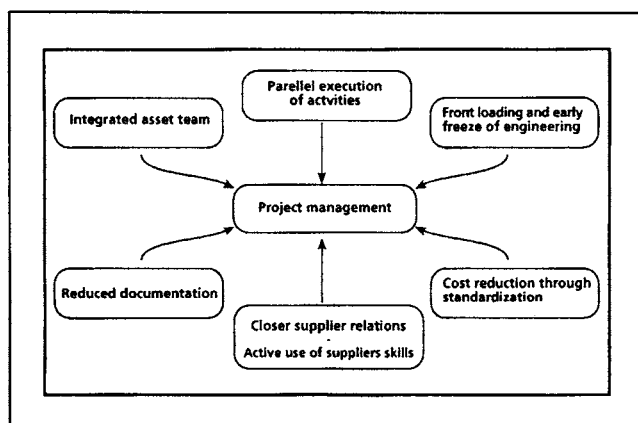 Parellel execution
of actvities
Integrated asset team
Front loading and early
freeze of engineering
Project management
Reduced documentation
Cost reduction through
standardization
Closer supplier relations
-
Active use of suppliers skills